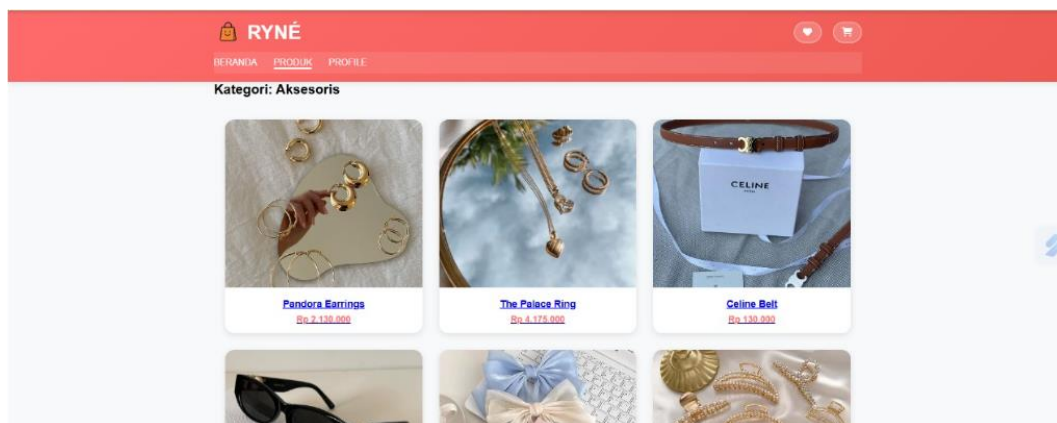 RYNÉ
BERANDA PRODUK PROFILE
Kategori: Aksesoris
CELINE
Pandora Earrings
Rp 2.130.000
The Palace Ring
Rp 4.175.000
Celine Belt
Rp 130.000